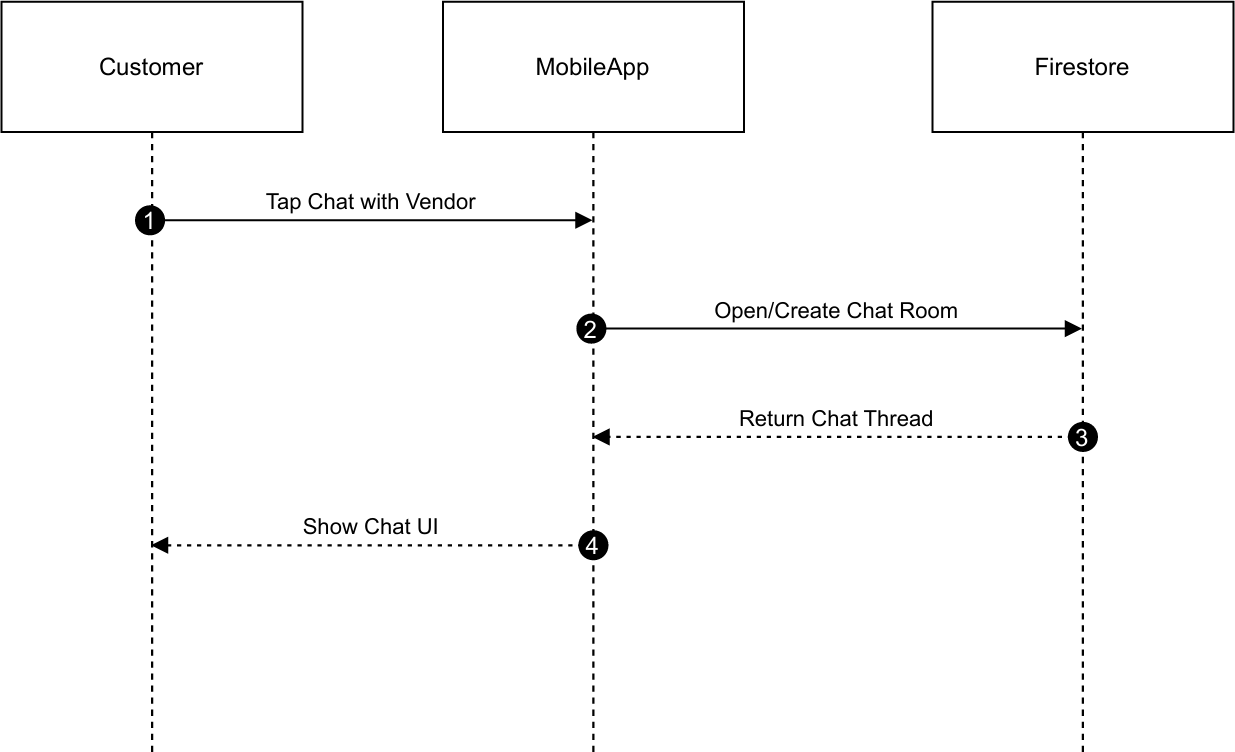 Customer
MobileApp
Firestore
Tap Chat with Vendor
1
Open/Create Chat Room
2
Return Chat Thread
3
Show Chat UI
4